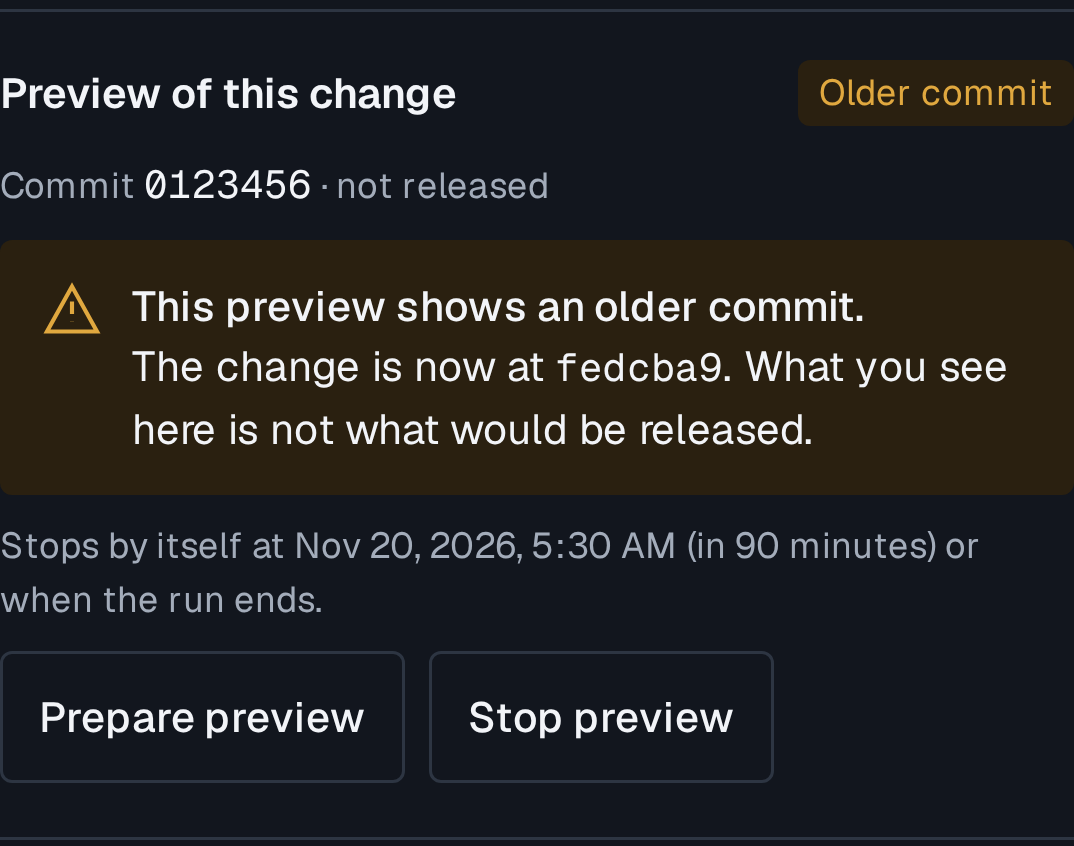 Preview of this change
Older commit
Commit 0123456 · not released
This preview shows an older commit.
The change is now at fedcba9. What you see
here is not what would be released.
Stops by itself at Nov 20, 2026, 5:30 AM (in 90 minutes) or
when the run ends.
Prepare preview
Stop preview